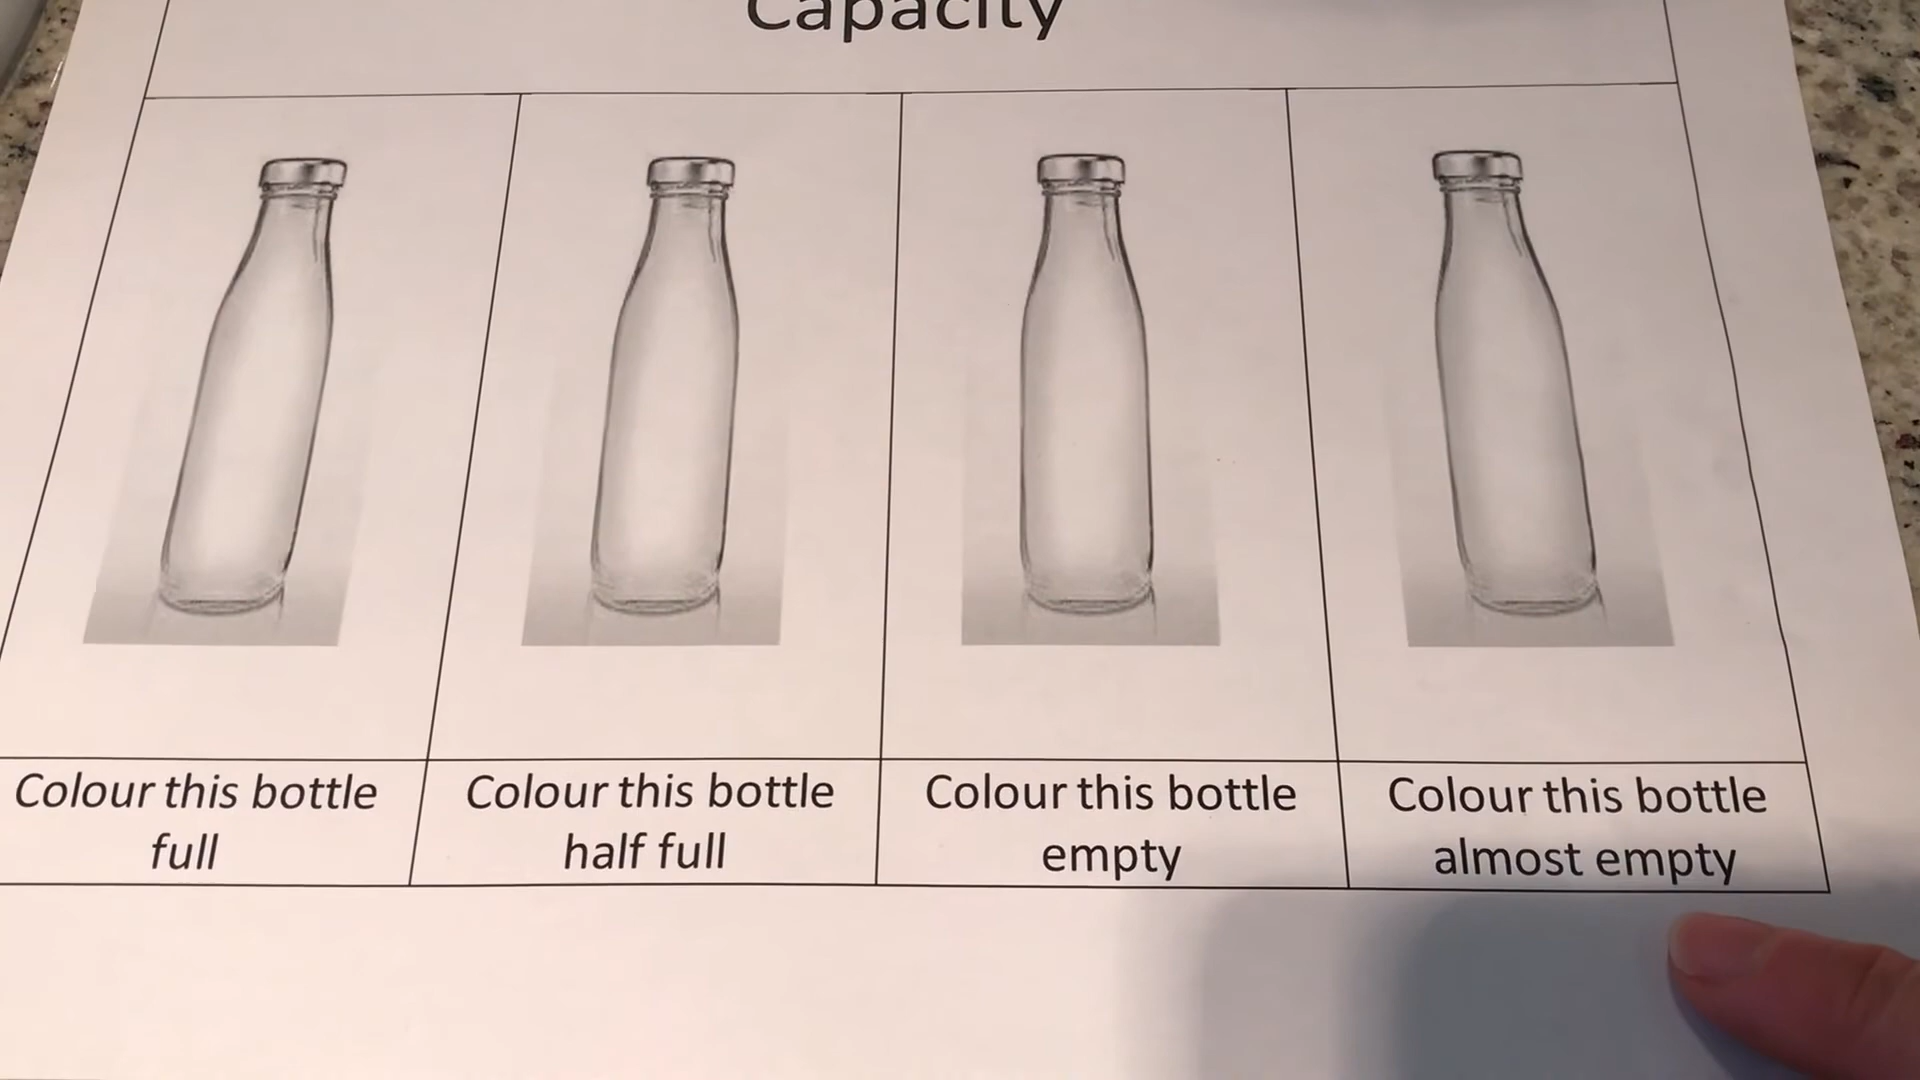 Capacity
Colour this bottle
full
Colour this bottle
half full
Colour this bottle
empty
Colour this bottle
almost empty